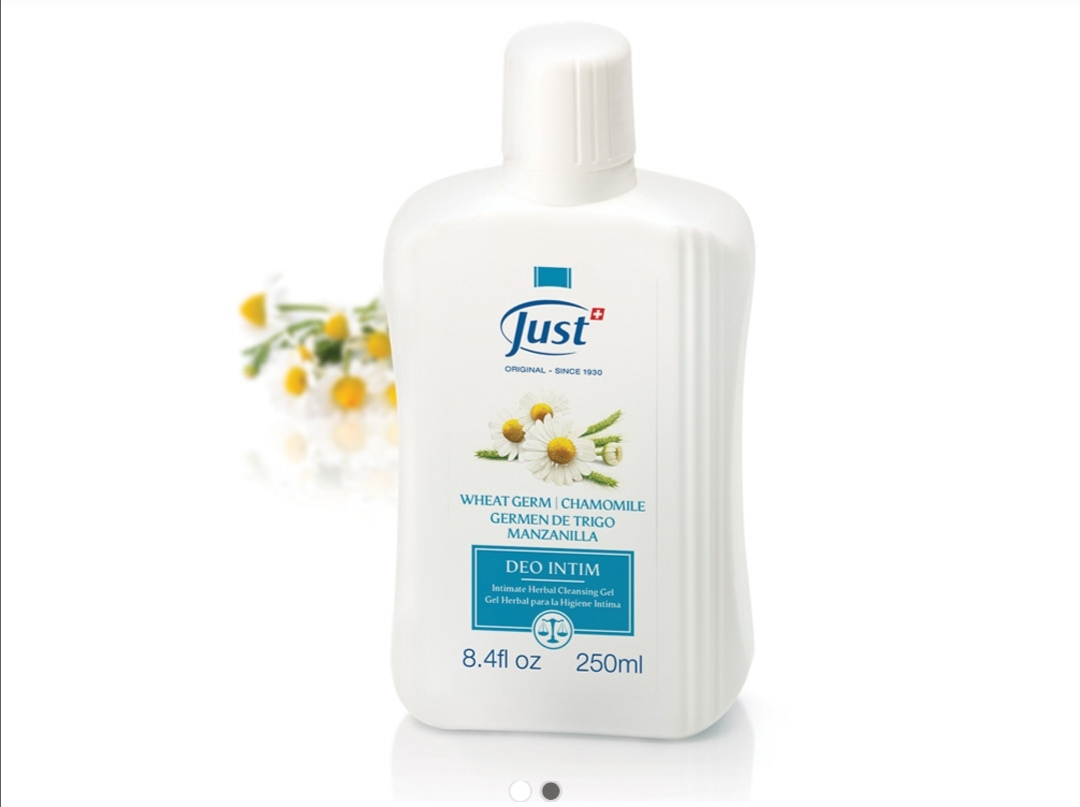 Just
ORIGINAL - SINCE 1930
WHEAT GERM | CHAMOMILE
GERMEN DE TRIGO
MANZANILLA
DEO INTIM
Intimate Herbal Cleansing Gel
Gel Herbal para la Higiene Intima
8.4fl oz 250ml